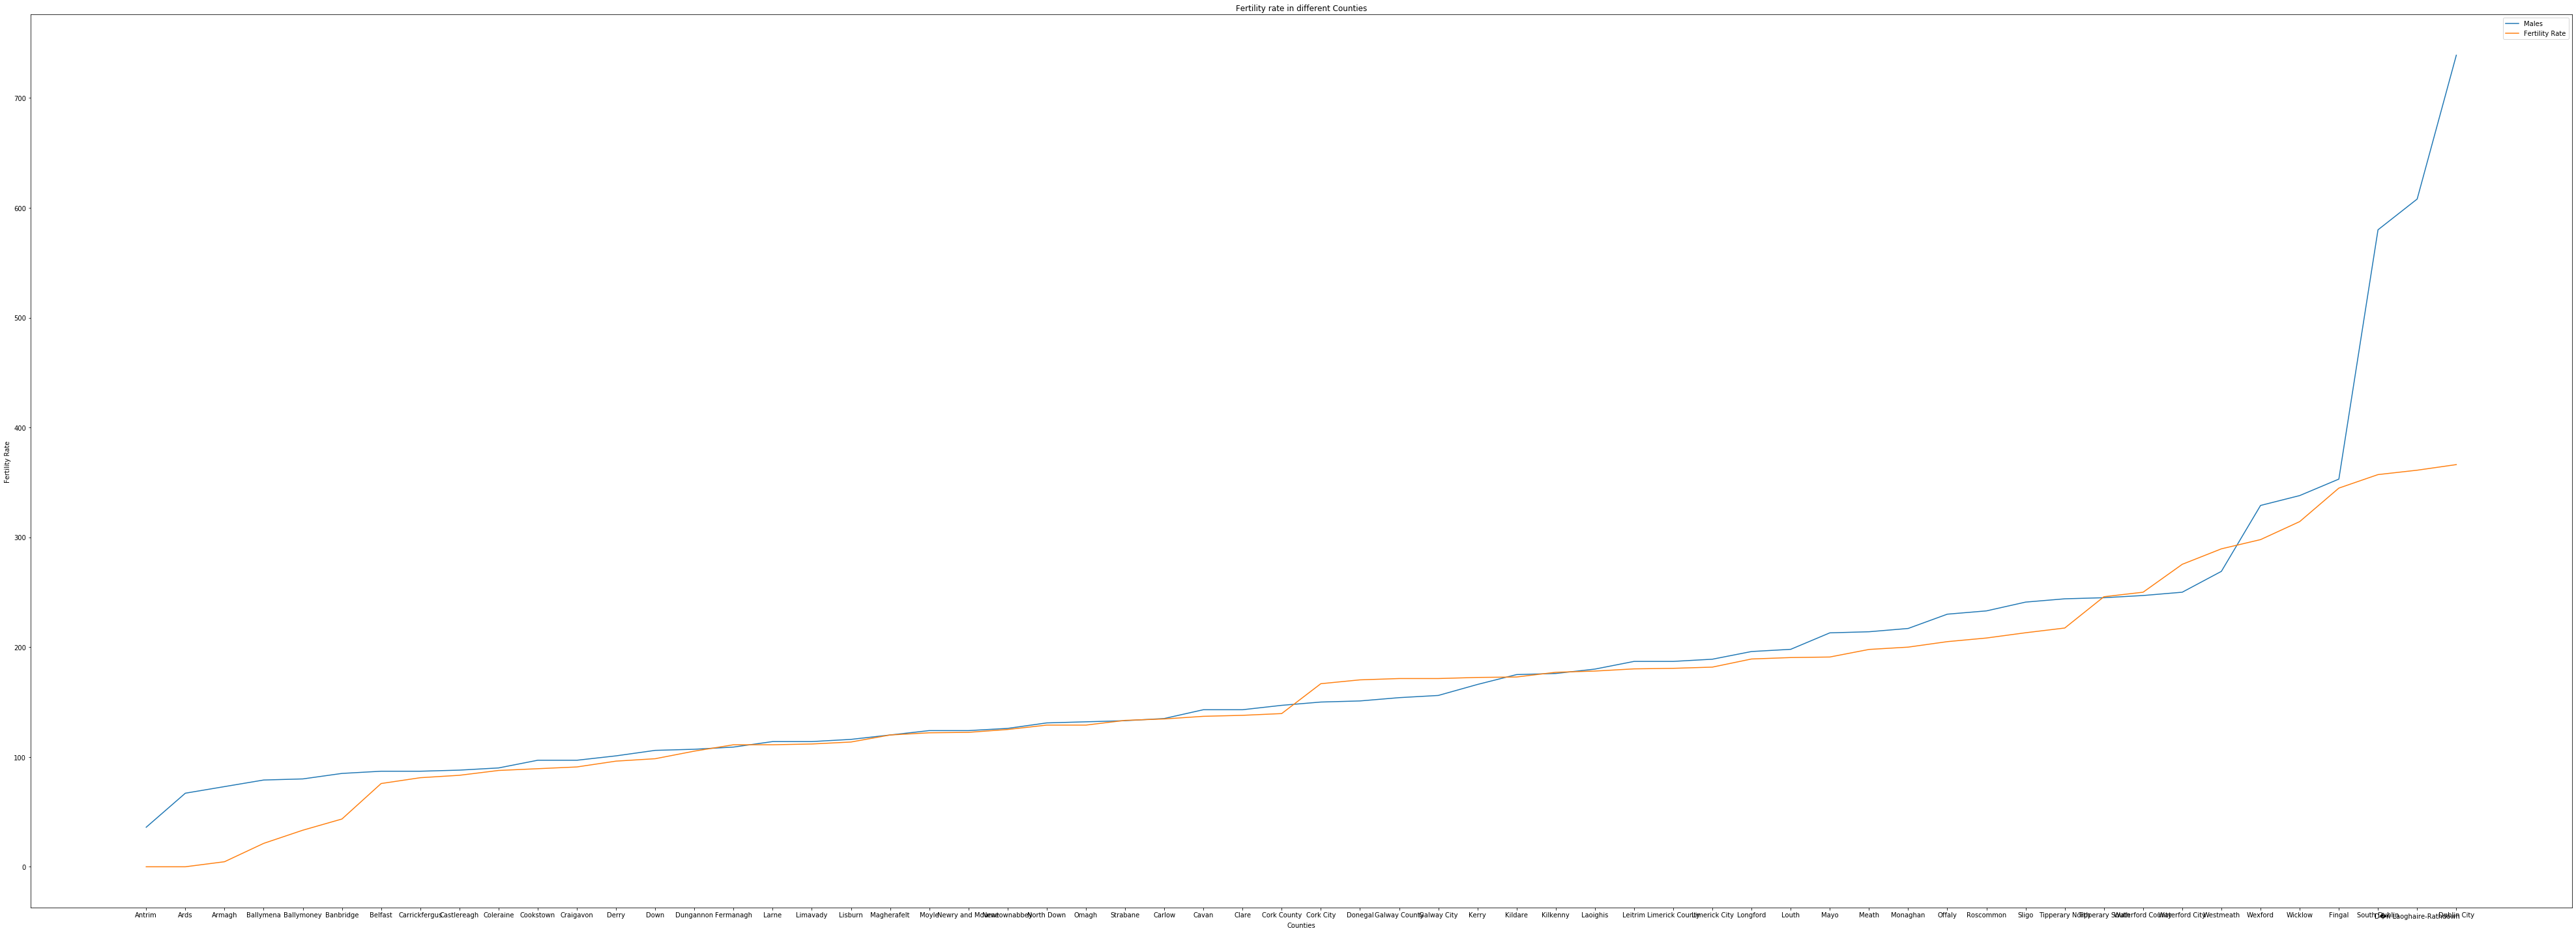 Fertility rate in different Counties
Males
Fertility Rate
700
600
500
400
300
200
100
0
Fertility Rate
Antrim
Ards
Armagh
Ballymena
Ballymoney
Banbridge
Belfast
Carrickfergus
Castlereagh
Coleraine
Cookstown
Craigavon
Derry
Down
Dungannon
Fermanagh
Larne
Limavady
Lisburn
Magherafelt
Moyle
Newry and Mourne
Newtownabbey
North Down
Omagh
Strabane
Carlow
Cavan
Clare
Cork County
Cork City
Donegal
Galway County
Galway City
Kerry
Kildare
Kilkenny
Laoighis
Leitrim
Limerick County
Limerick City
Longford
Louth
Mayo
Meath
Monaghan
Offaly
Roscommon
Sligo
Tipperary North
Tipperary South
Waterford County
Waterford City
Westmeath
Wexford
Wicklow
Fingal
South Dublin
D�n Laoghaire-Rathdown
Dublin City
Counties